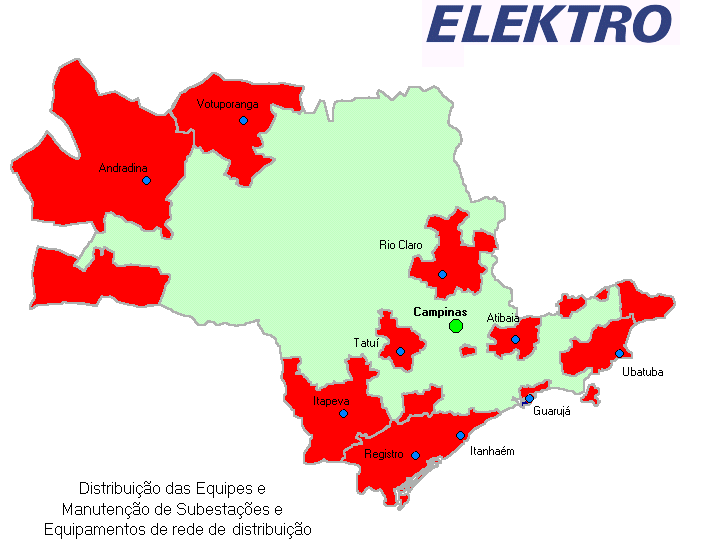 ELEKTRO
Votuporanga
Andradina
Rio Claro
Campinas
Atibaia
Tatuí
Ubatuba
Itapeva
Guarujá
Itanhaém
Registro
Distribuição das Equipes e
Manutenção de Subestações e
Equipamentos de rede de distribuição